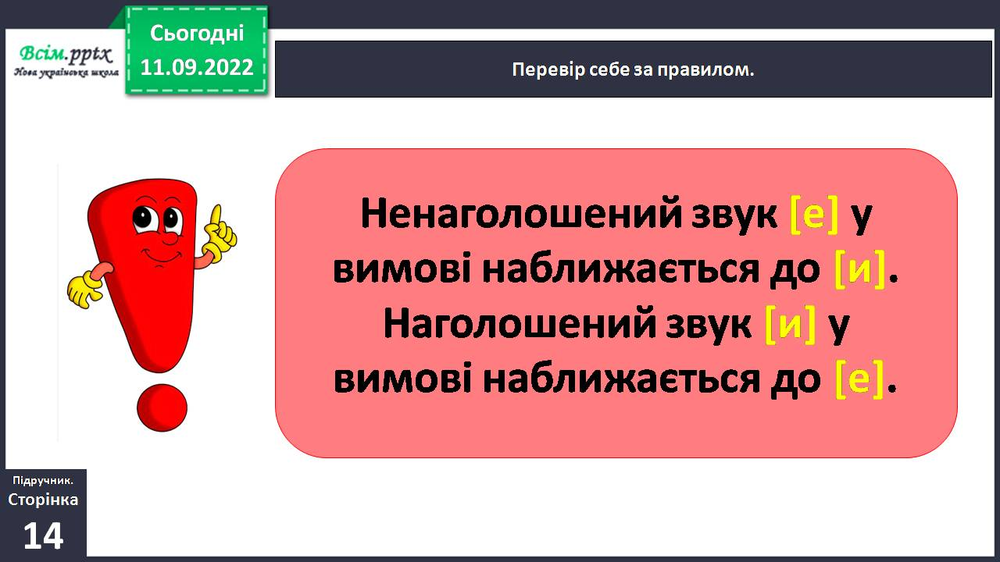 Всім.pptx
Нова українська школа
Сьогодні
11.09.2022
Перевір себе за правилом.
Ненаголошений звук [е] у
вимові наближається до [и].
Наголошений звук [и] у
вимові наближається до [е].
Підручник.
Сторінка
14